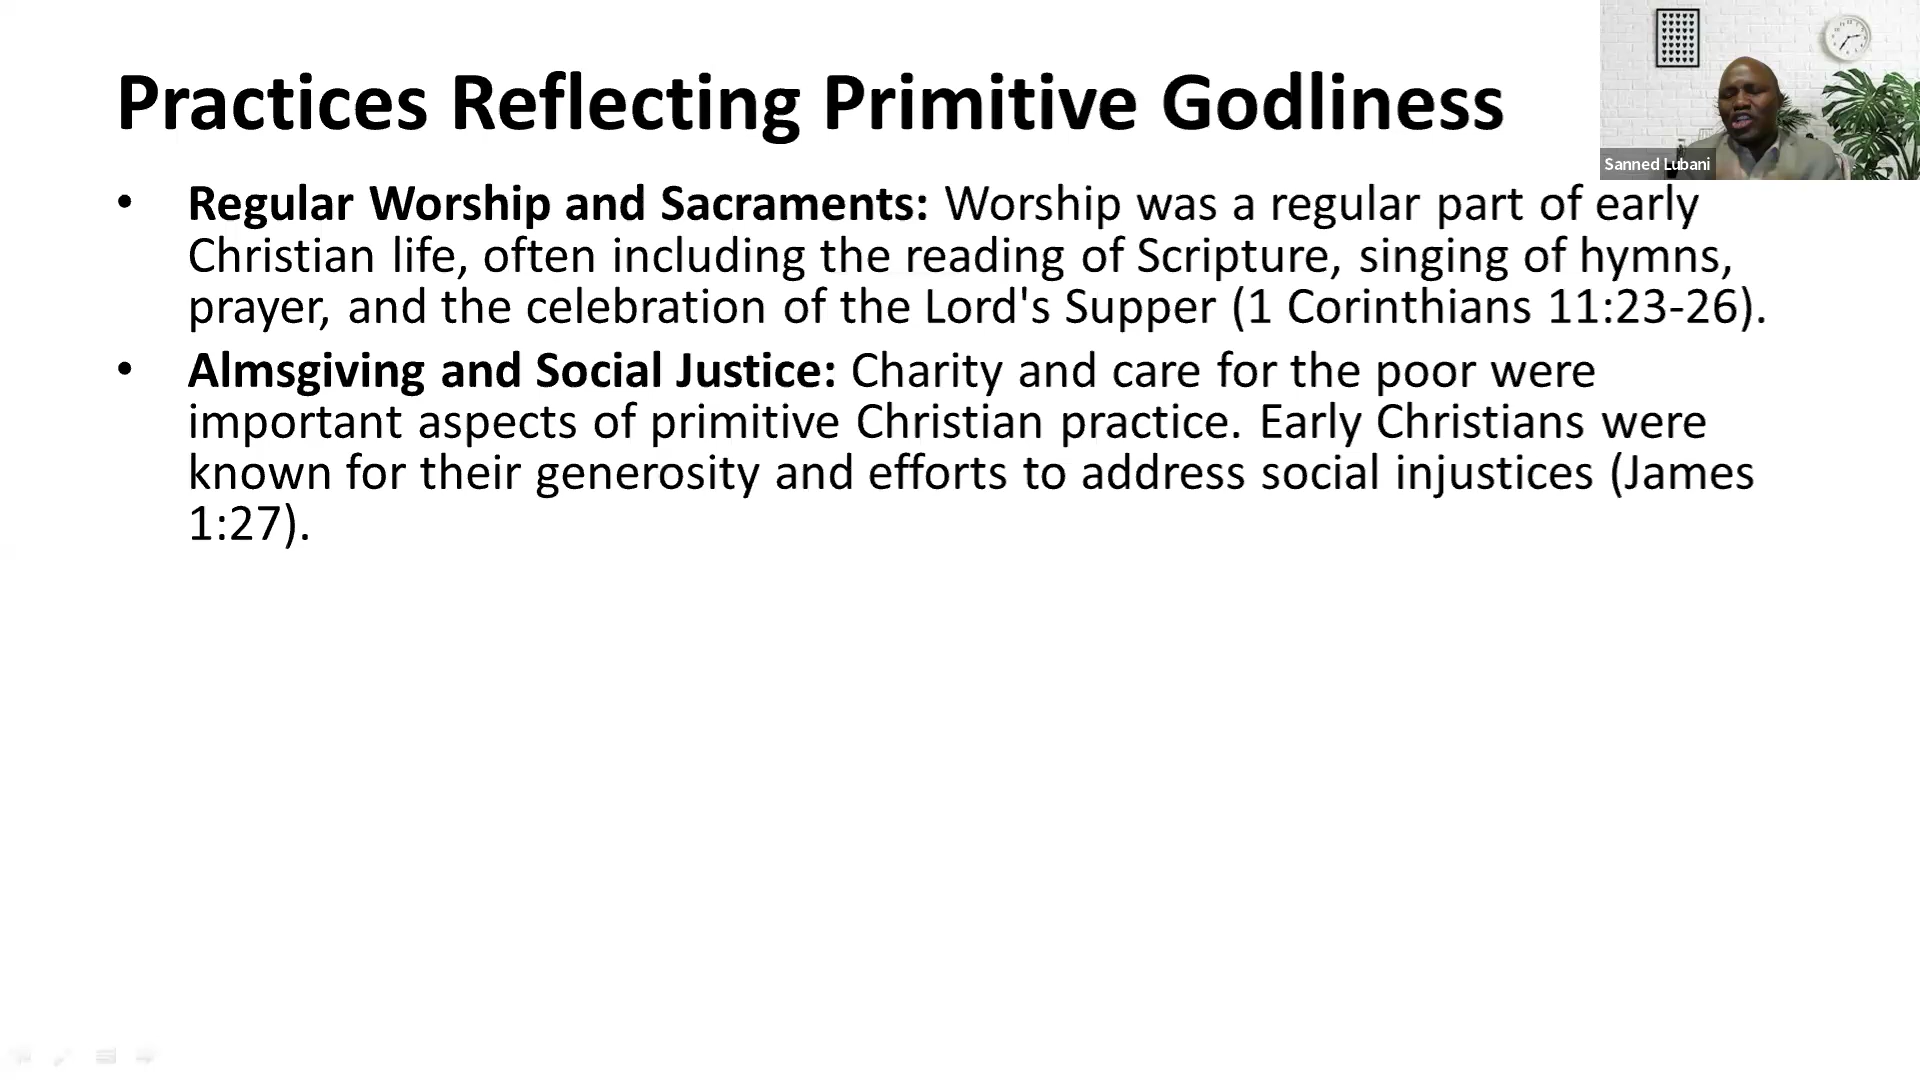 Practices Reflecting Primitive Godliness
Sanned Lubani
• Regular Worship and Sacraments: Worship was a regular part of early
Christian life, often including the reading of Scripture, singing of hymns,
prayer, and the celebration of the Lord's Supper (1 Corinthians 11:23-26).
• Almsgiving and Social Justice: Charity and care for the poor were
important aspects of primitive Christian practice. Early Christians were
known for their generosity and efforts to address social injustices (James
1:27).